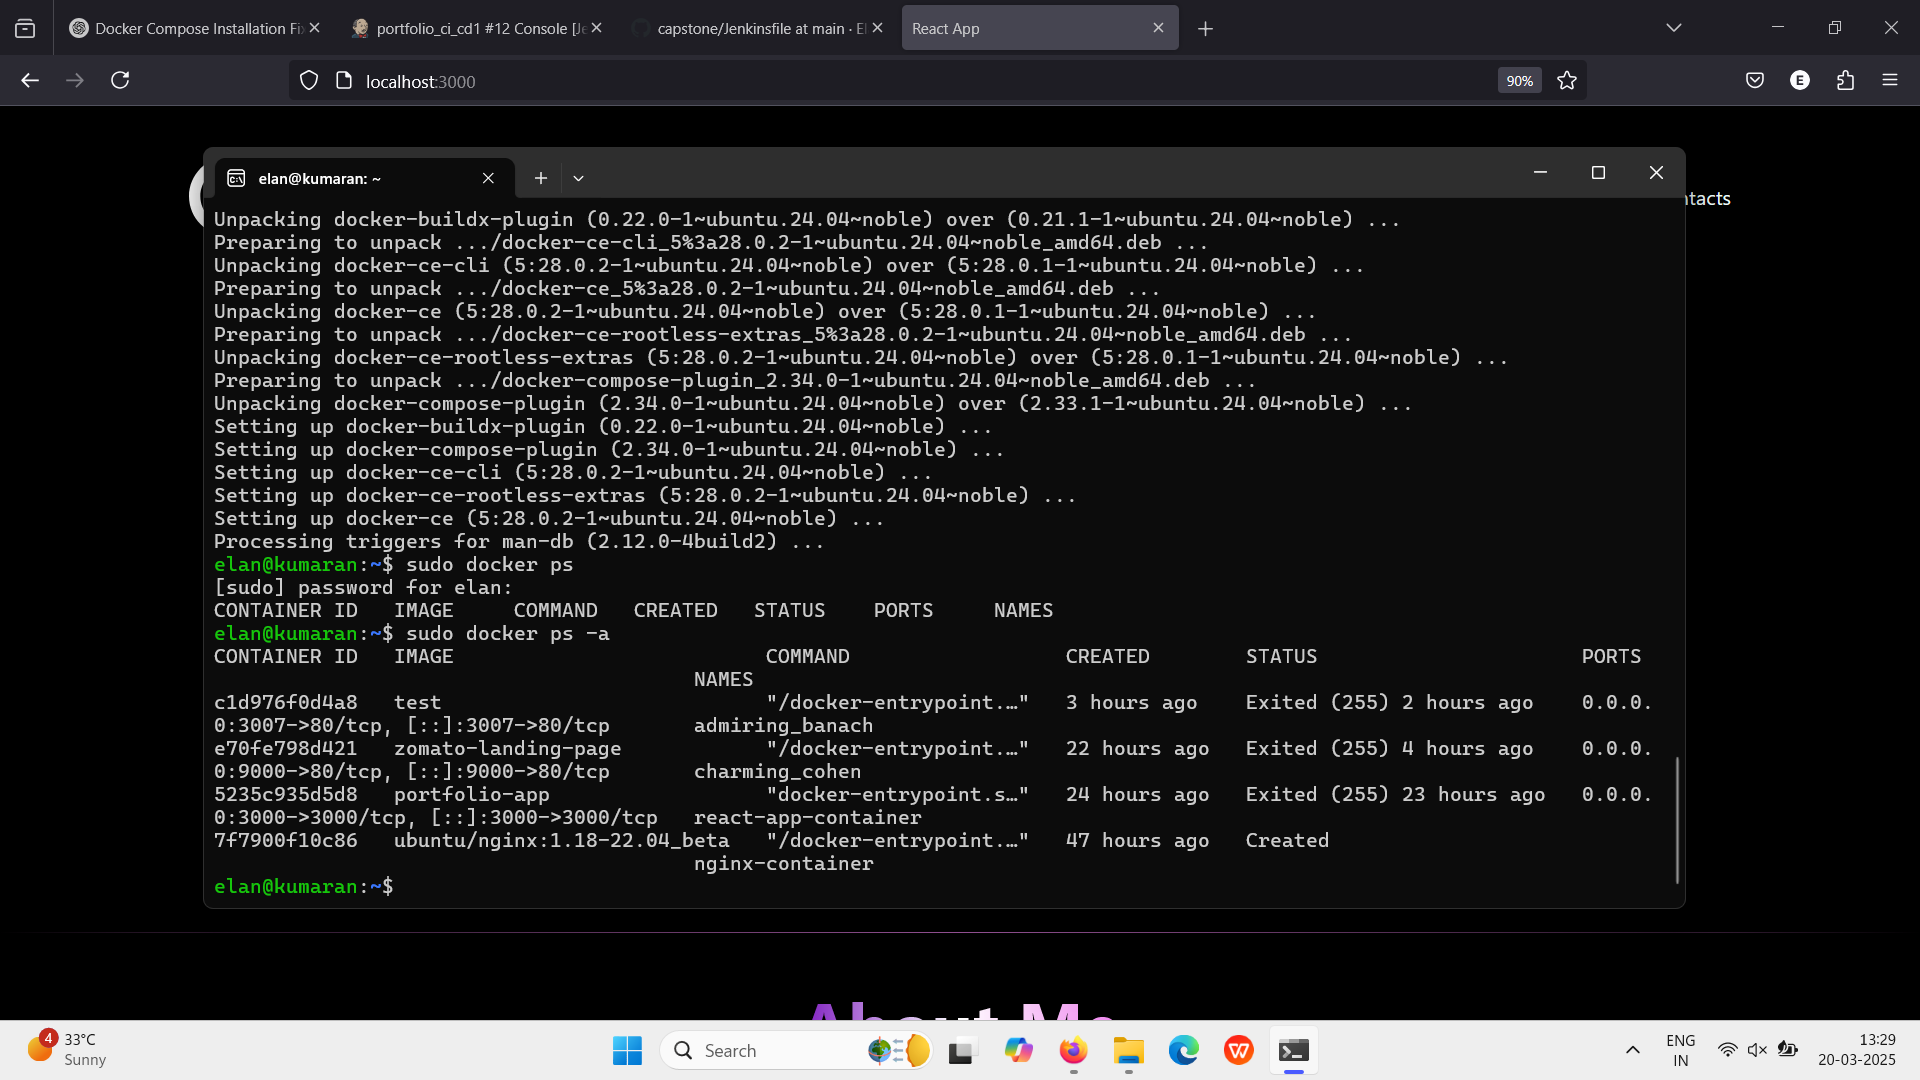 Docker Compose Installation Fi
portfolio_ci_cd1 #12 Console [Je
capstone/Jenkinsfile at main · El
React App
localhost:3000
90%
E
elan@kumaran: ~
ntacts
Unpacking docker-buildx-plugin (0.22.0-1~ubuntu.24.04~noble) over (0.21.1-1~ubuntu.24.04~noble) ...
Preparing to unpack .../docker-ce-cli_5%3a28.0.2-1~ubuntu.24.04~noble_amd64.deb ...
Unpacking docker-ce-cli (5:28.0.2-1~ubuntu.24.04~noble) over (5:28.0.1-1~ubuntu.24.04~noble) ...
Preparing to unpack .../docker-ce_5%3a28.0.2-1~ubuntu.24.04~noble_amd64.deb ...
Unpacking docker-ce (5:28.0.2-1~ubuntu.24.04~noble) over (5:28.0.1-1~ubuntu.24.04~noble) ...
Preparing to unpack .../docker-ce-rootless-extras_5%3a28.0.2-1~ubuntu.24.04~noble_amd64.deb ...
Unpacking docker-ce-rootless-extras (5:28.0.2-1~ubuntu.24.04~noble) over (5:28.0.1-1~ubuntu.24.04~noble) ...
Preparing to unpack .../docker-compose-plugin_2.34.0-1~ubuntu.24.04~noble_amd64.deb ...
Unpacking docker-compose-plugin (2.34.0-1~ubuntu.24.04~noble) over (2.33.1-1~ubuntu.24.04~noble) ...
Setting up docker-buildx-plugin (0.22.0-1~ubuntu.24.04~noble) ...
Setting up docker-compose-plugin (2.34.0-1~ubuntu.24.04~noble) ...
Setting up docker-ce-cli (5:28.0.2-1~ubuntu.24.04~noble) ...
Setting up docker-ce-rootless-extras (5:28.0.2-1~ubuntu.24.04~noble) ...
Setting up docker-ce (5:28.0.2-1~ubuntu.24.04~noble) ...
Processing triggers for man-db (2.12.0-4build2) ...
elan@kumaran:~$ sudo docker ps
[sudo] password for elan:
CONTAINER ID   IMAGE     COMMAND   CREATED   STATUS    PORTS     NAMES
elan@kumaran:~$ sudo docker ps -a
CONTAINER ID   IMAGE                          COMMAND                  CREATED        STATUS                      PORTS
NAMES
c1d976f0d4a8   test                           "/docker-entrypoint.…"   3 hours ago    Exited (255) 2 hours ago    0.0.0.
0:3007->80/tcp, [::]:3007->80/tcp       admiring_banach
e70fe798d421   zomato-landing-page            "/docker-entrypoint.…"   22 hours ago   Exited (255) 4 hours ago    0.0.0.
0:9000->80/tcp, [::]:9000->80/tcp       charming_cohen
5235c935d5d8   portfolio-app                  "docker-entrypoint.s…"   24 hours ago   Exited (255) 23 hours ago   0.0.0.
0:3000->3000/tcp, [::]:3000->3000/tcp   react-app-container
7f7900f10c86   ubuntu/nginx:1.18-22.04_beta   "/docker-entrypoint.…"   47 hours ago   Created
nginx-container
elan@kumaran:~$
About Me
4
33°C
Sunny
Search
ENG
IN
13:29
20-03-2025